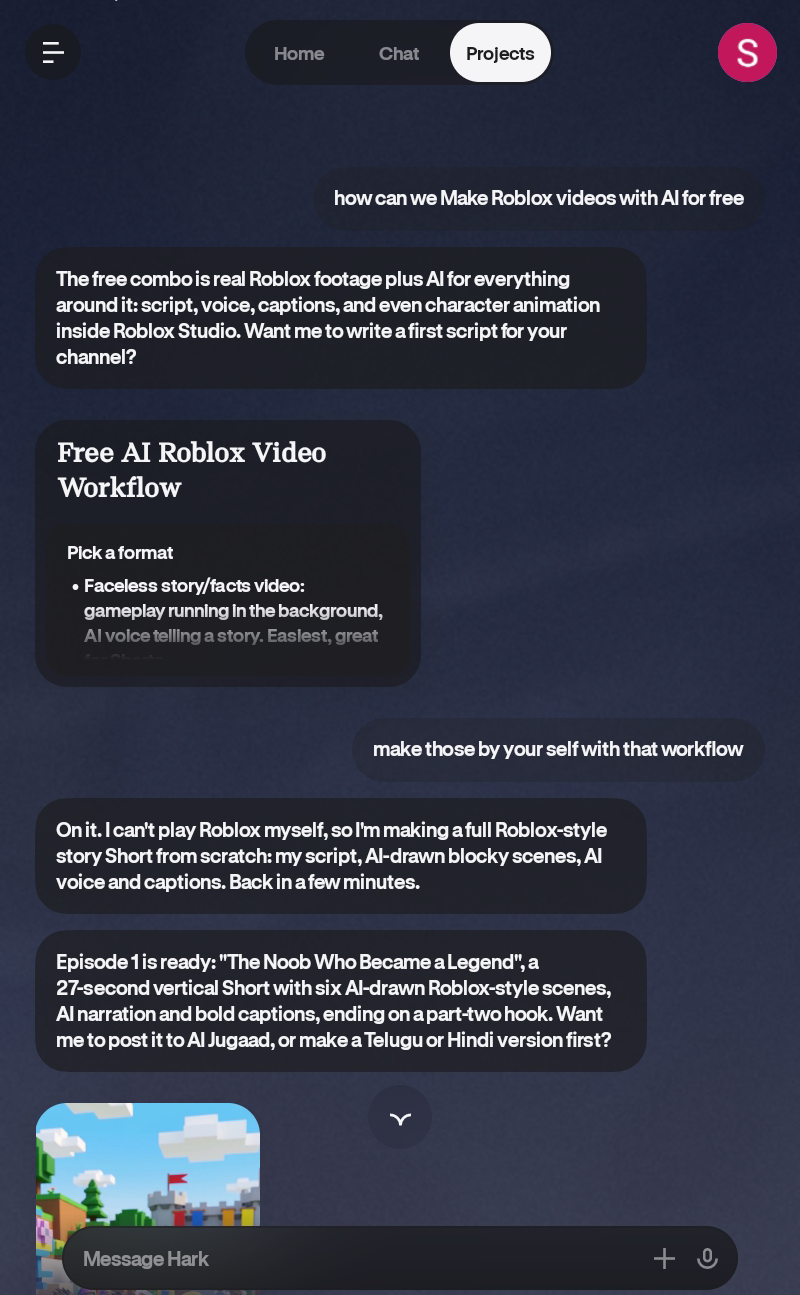 Home
Chat
Projects
S
how can we Make Roblox videos with AI for free
The free combo is real Roblox footage plus AI for everything
around it: script, voice, captions, and even character animation
inside Roblox Studio. Want me to write a first script for your
channel?
Free AI Roblox Video
Workflow
Pick a format
• Faceless story/facts video:
gameplay running in the background,
AI voice telling a story. Easiest, great
for Shorts
make those by your self with that workflow
On it. I can't play Roblox myself, so I'm making a full Roblox-style
story Short from scratch: my script, AI-drawn blocky scenes, AI
voice and captions. Back in a few minutes.
Episode 1 is ready: "The Noob Who Became a Legend", a
27-second vertical Short with six AI-drawn Roblox-style scenes,
AI narration and bold captions, ending on a part-two hook. Want
me to post it to AI Jugaad, or make a Telugu or Hindi version first?
Message Hark